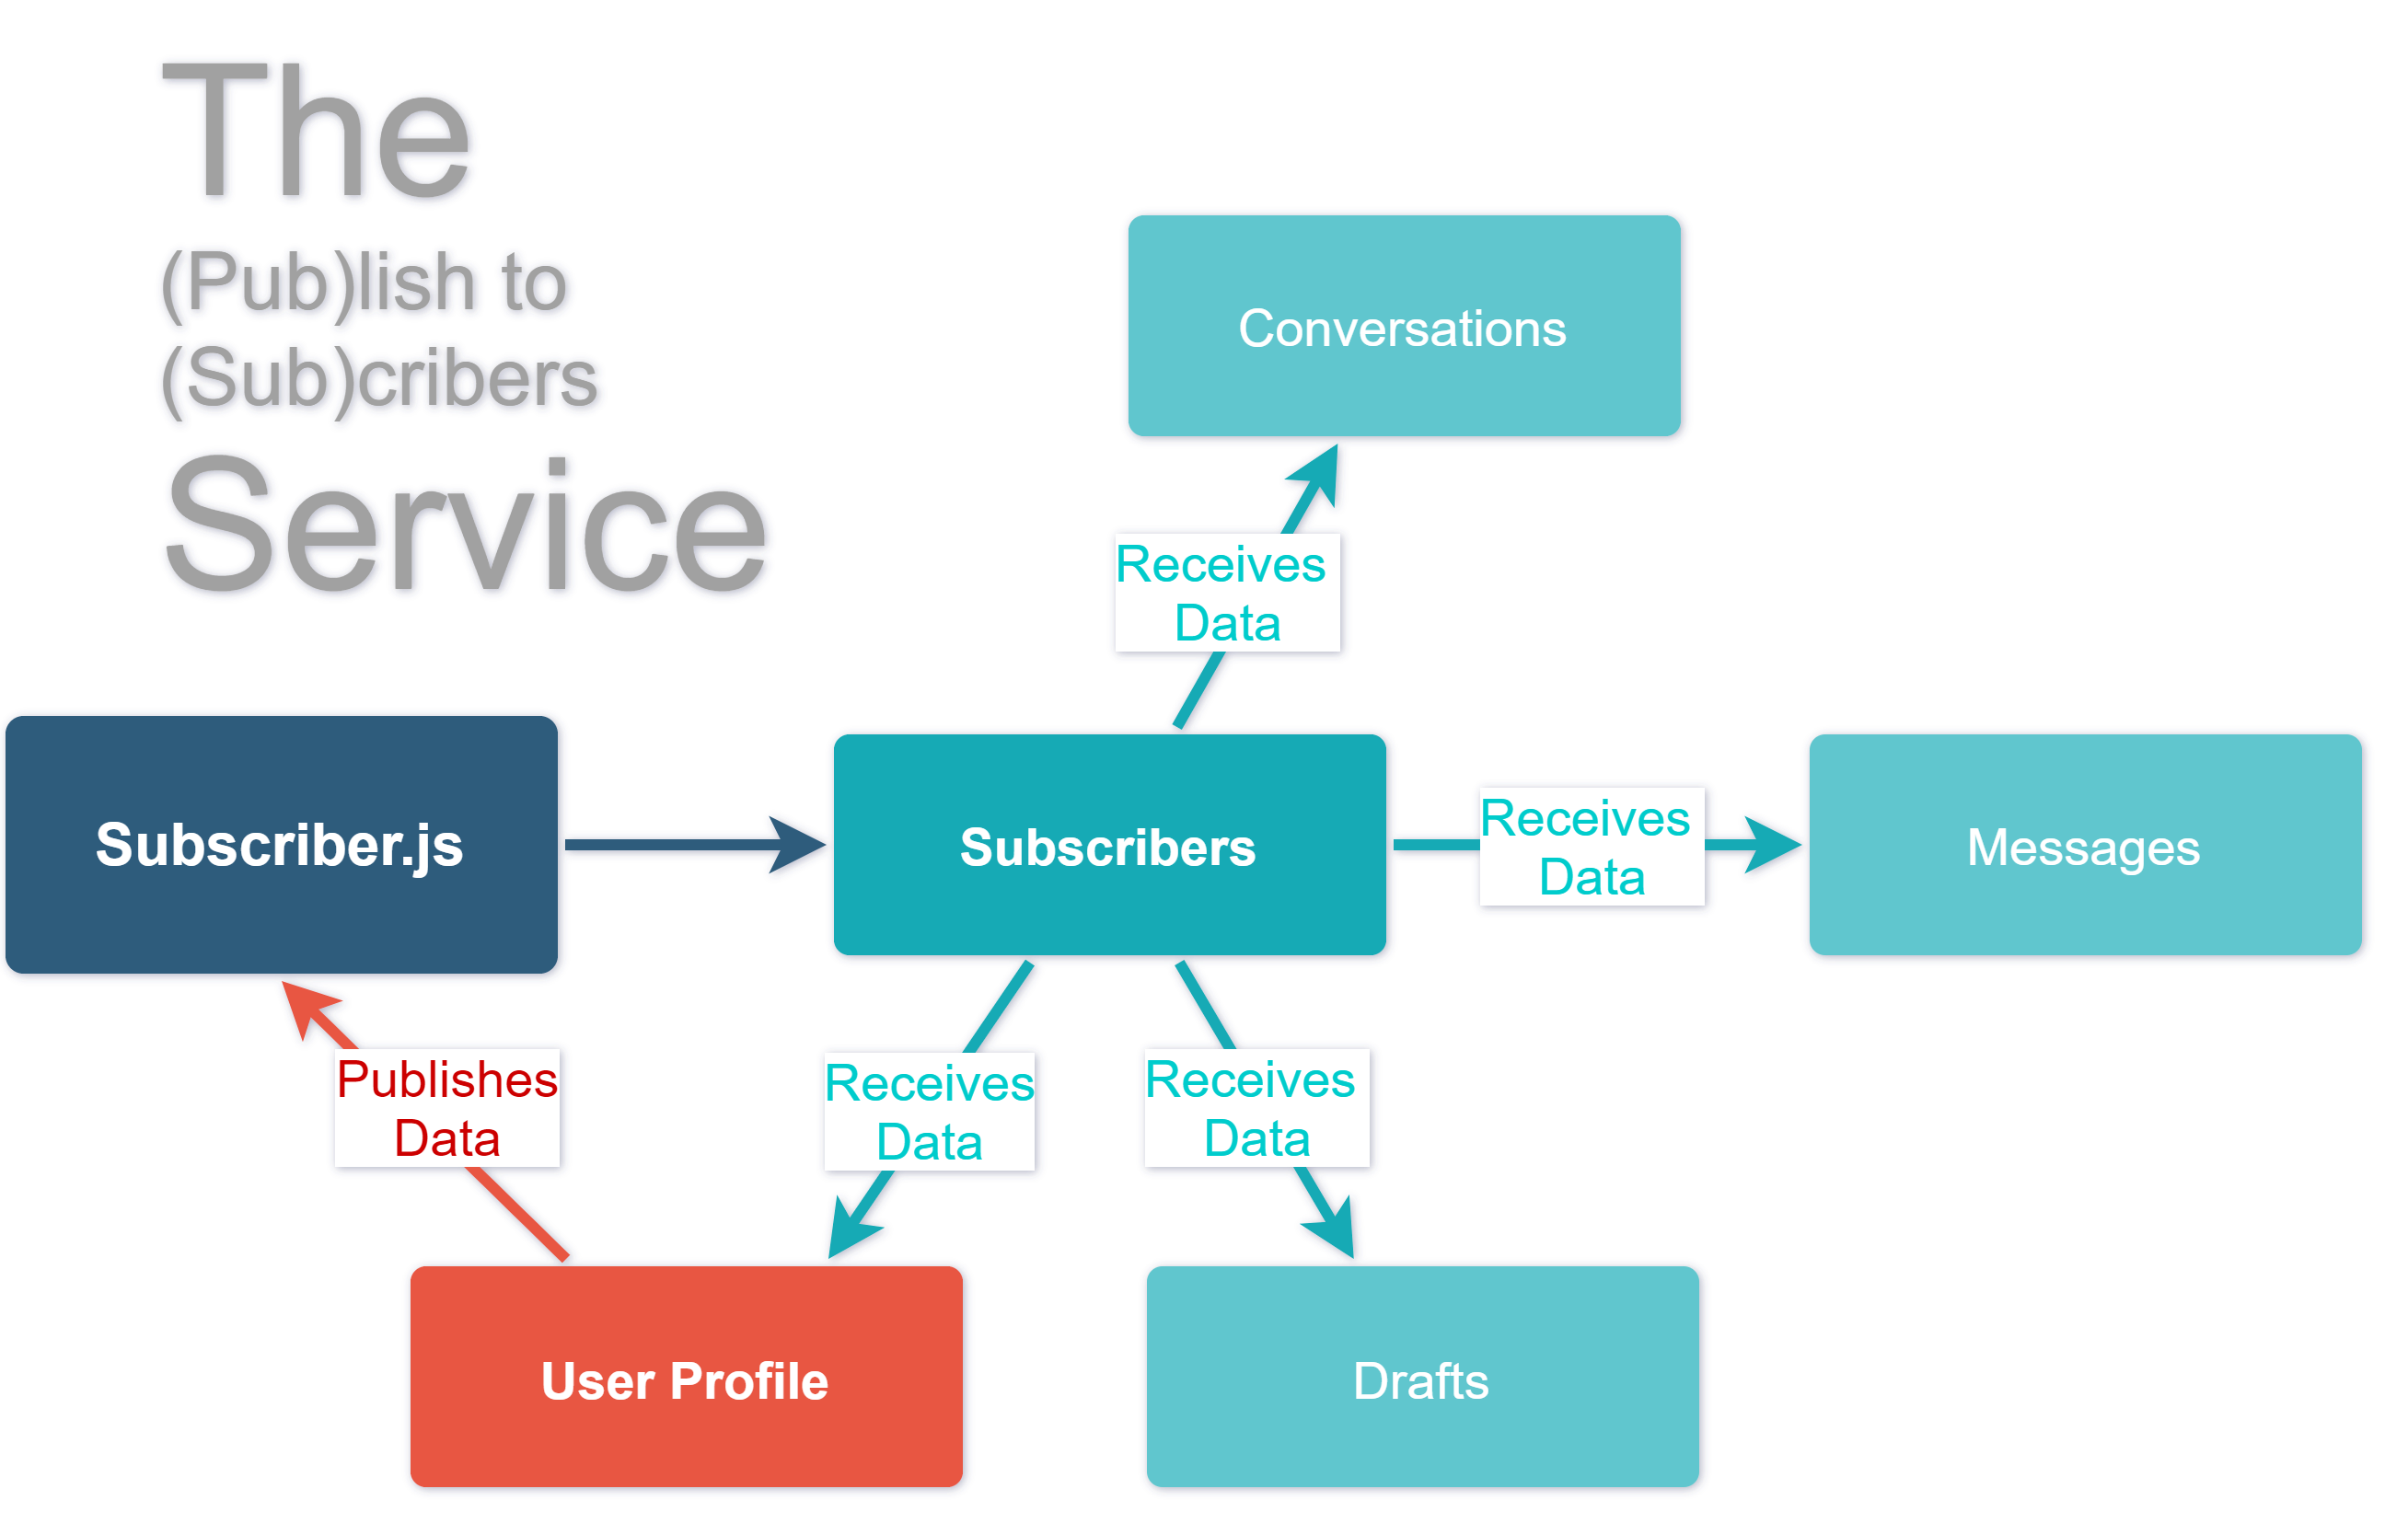 The
(Pub)lish to
(Sub)cribers
Service
Conversations
Receives
Data
Subscriber.js
Subscribers
Receives
Data
Messages
Publishes
Data
Receives
Data
Receives
Data
User Profile
Drafts